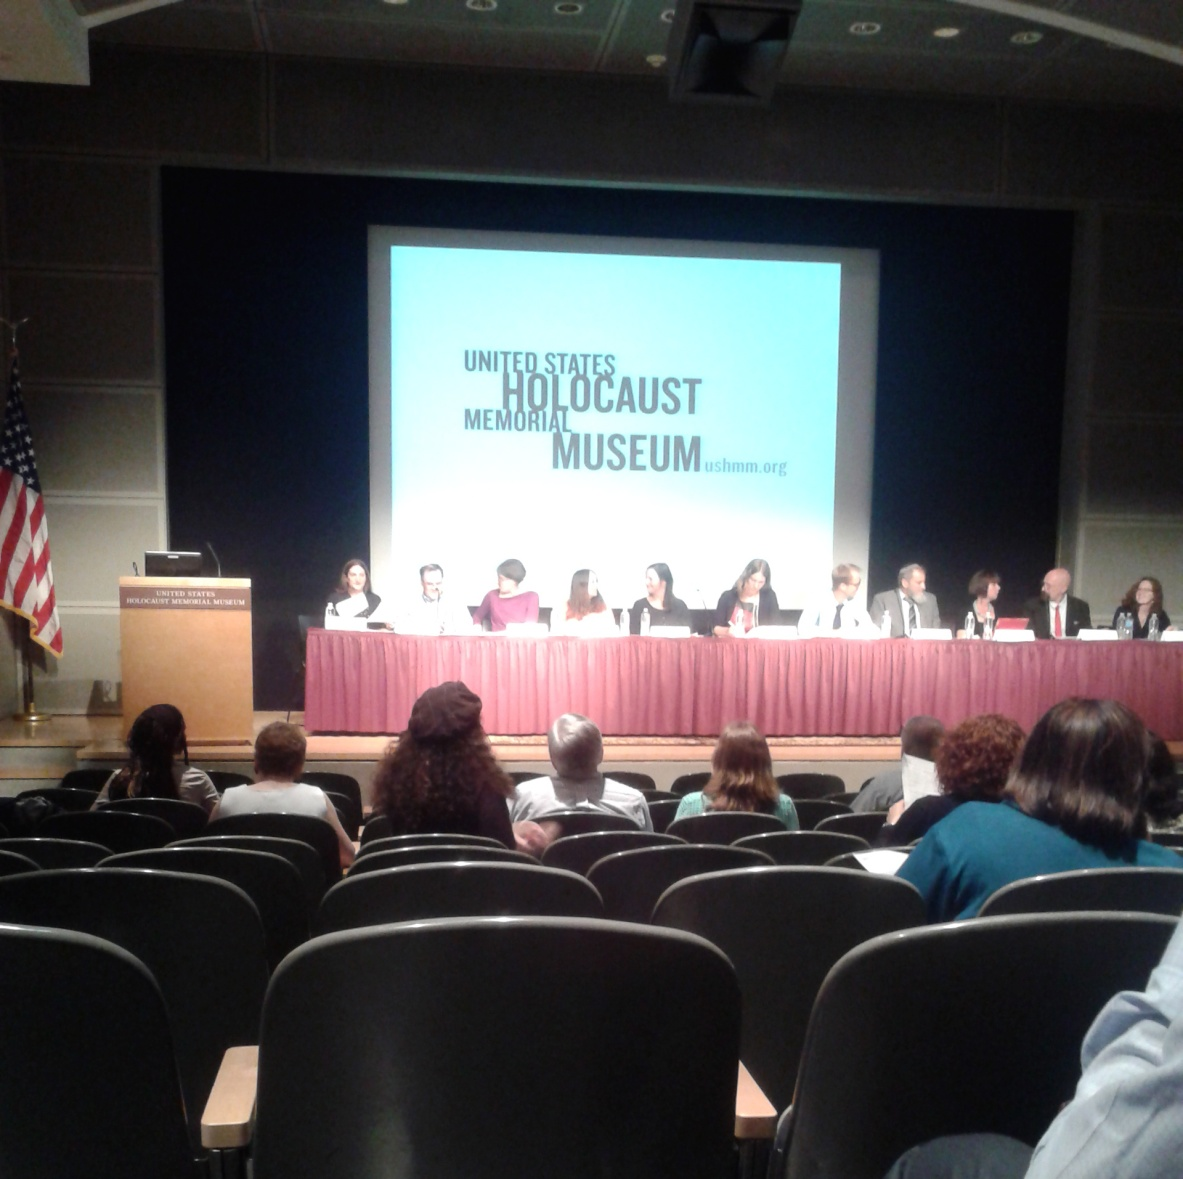 UNITED STATES
HOLOCAUST
MEMORIAL
MUSEUM ushmm.org
UNITED STATES
HOLOCAUST MEMORIAL MUSEUM